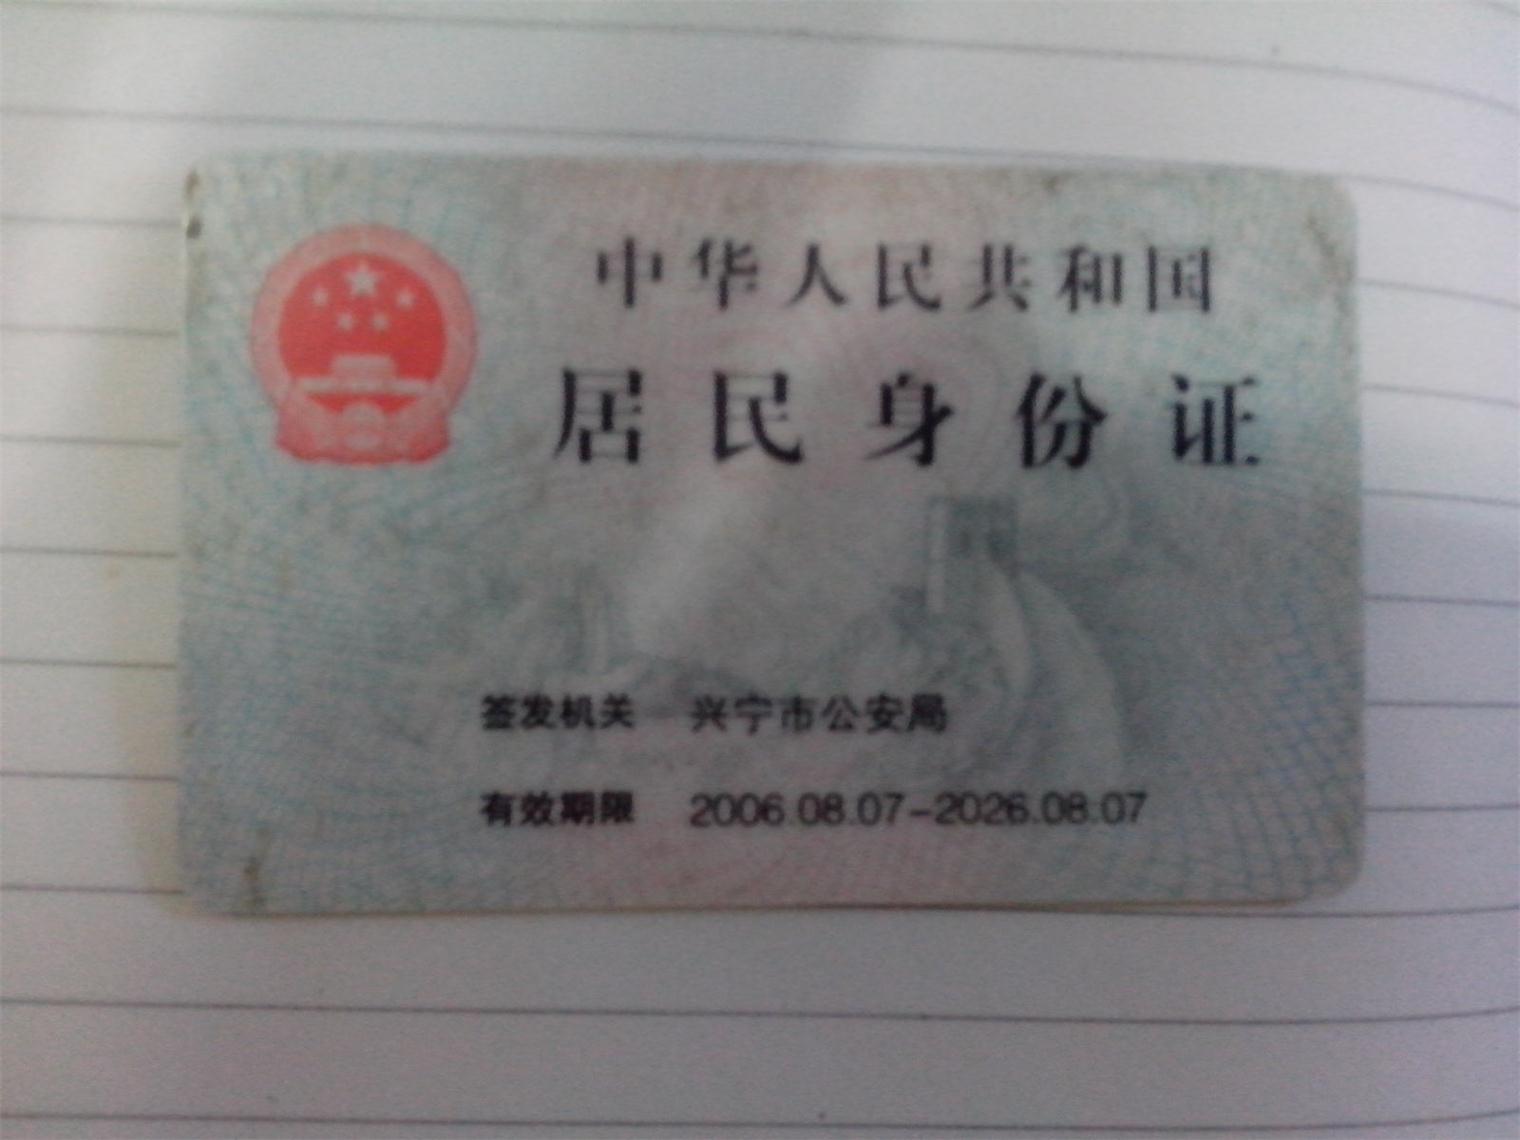 中华人民共和国
居民身份证
签发机关 兴宁市公安局
有效期限 2006.08.07-2026.08.07